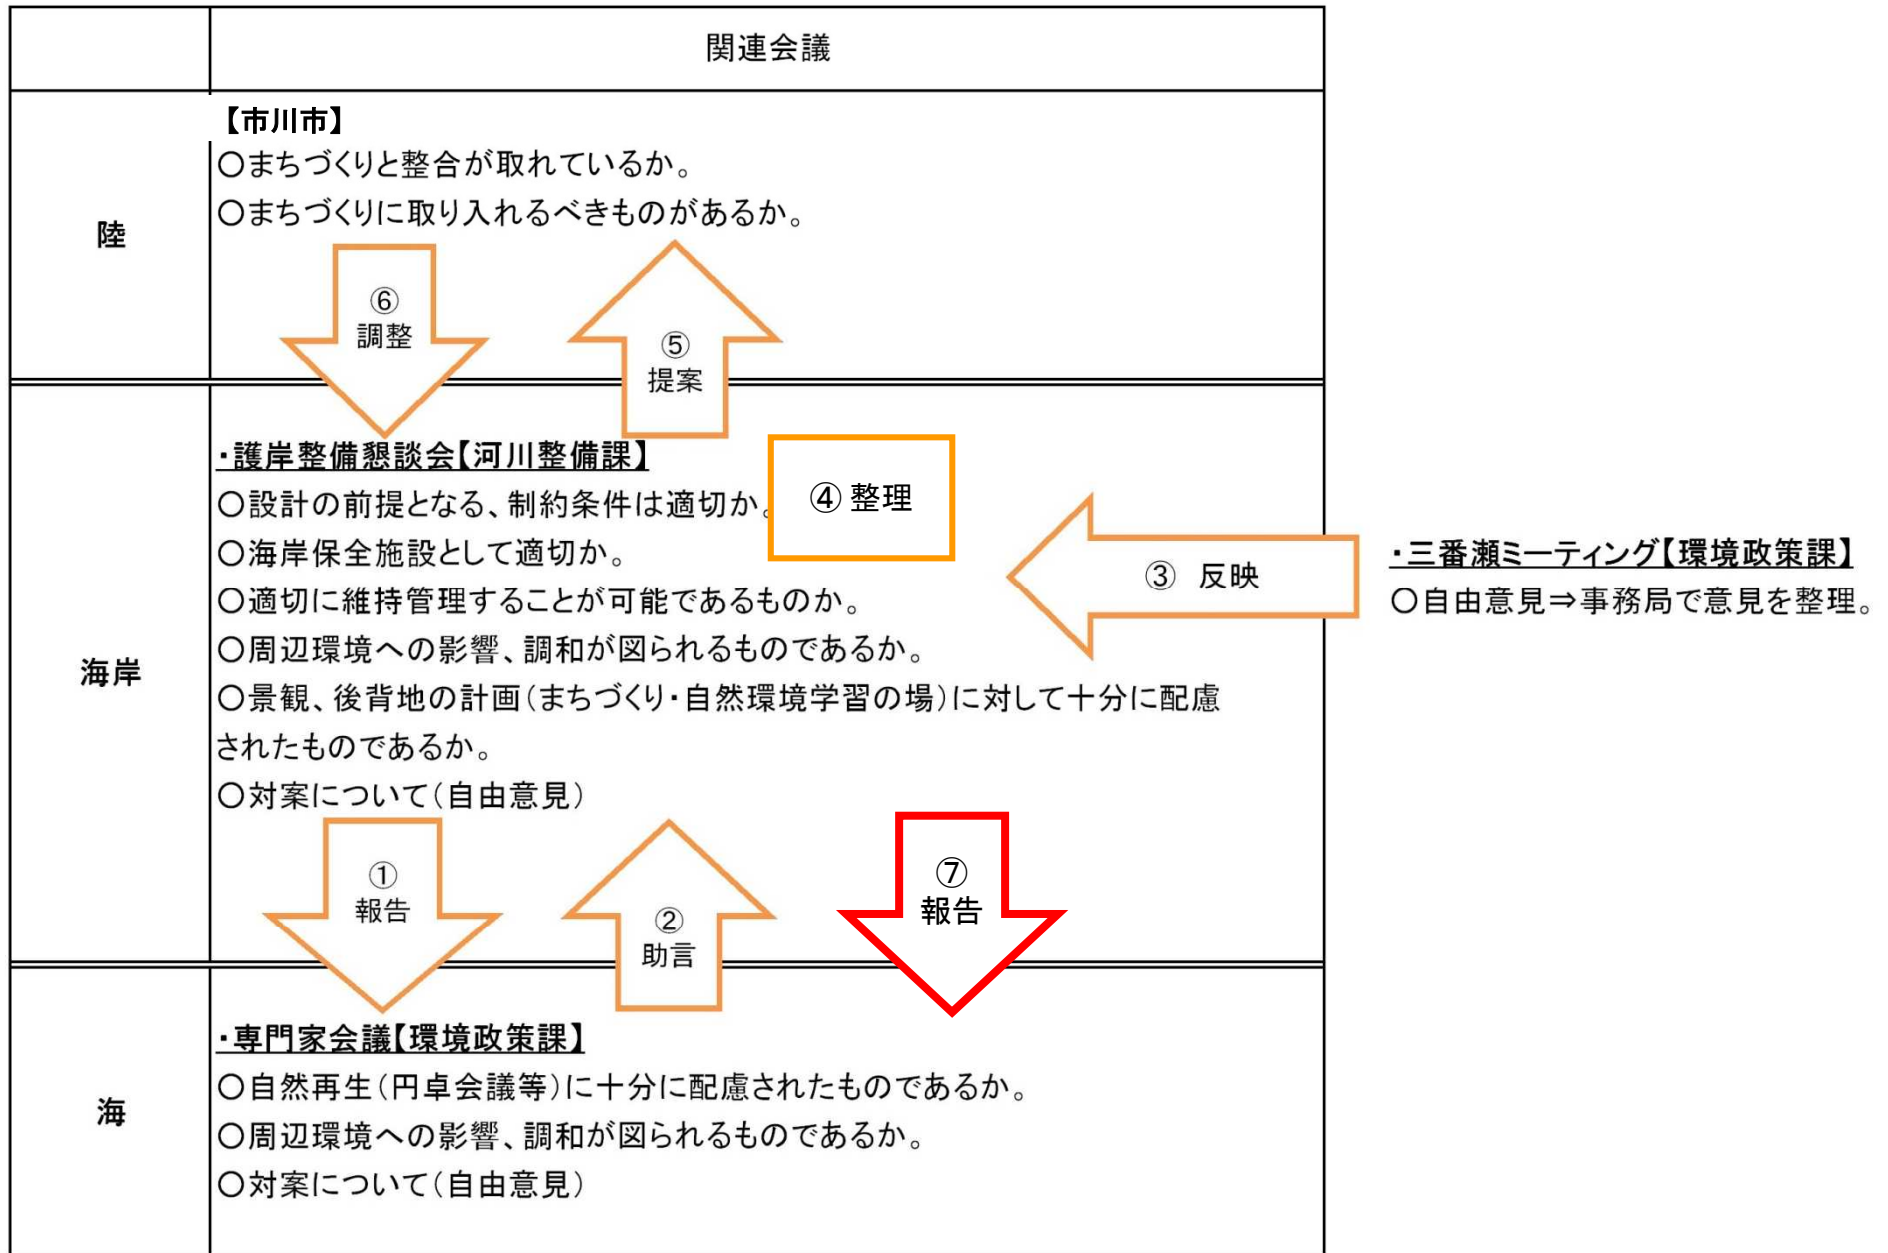 関連会議
陸
【市川市】
○まちづくりと整合が取れているか。
○まちづくりに取り入れるべきものがあるか。
⑥
調整
⑤
提案
海岸
・護岸整備懇談会【河川整備課】
○設計の前提となる、制約条件は適切か。
○海岸保全施設として適切か。
○適切に維持管理することが可能であるものか。
○周辺環境への影響、調和が図られるものであるか。
○景観、後背地の計画(まちづくり・自然環境学習の場)に対して十分に配慮
されたものであるか。
○対案について(自由意見)
④ 整理
③ 反映
・三番瀬ミーティング【環境政策課】
○自由意見⇒事務局で意見を整理。
①
報告
②
助言
⑦
報告
海
・専門家会議【環境政策課】
○自然再生(円卓会議等)に十分に配慮されたものであるか。
○周辺環境への影響、調和が図られるものであるか。
○対案について(自由意見)